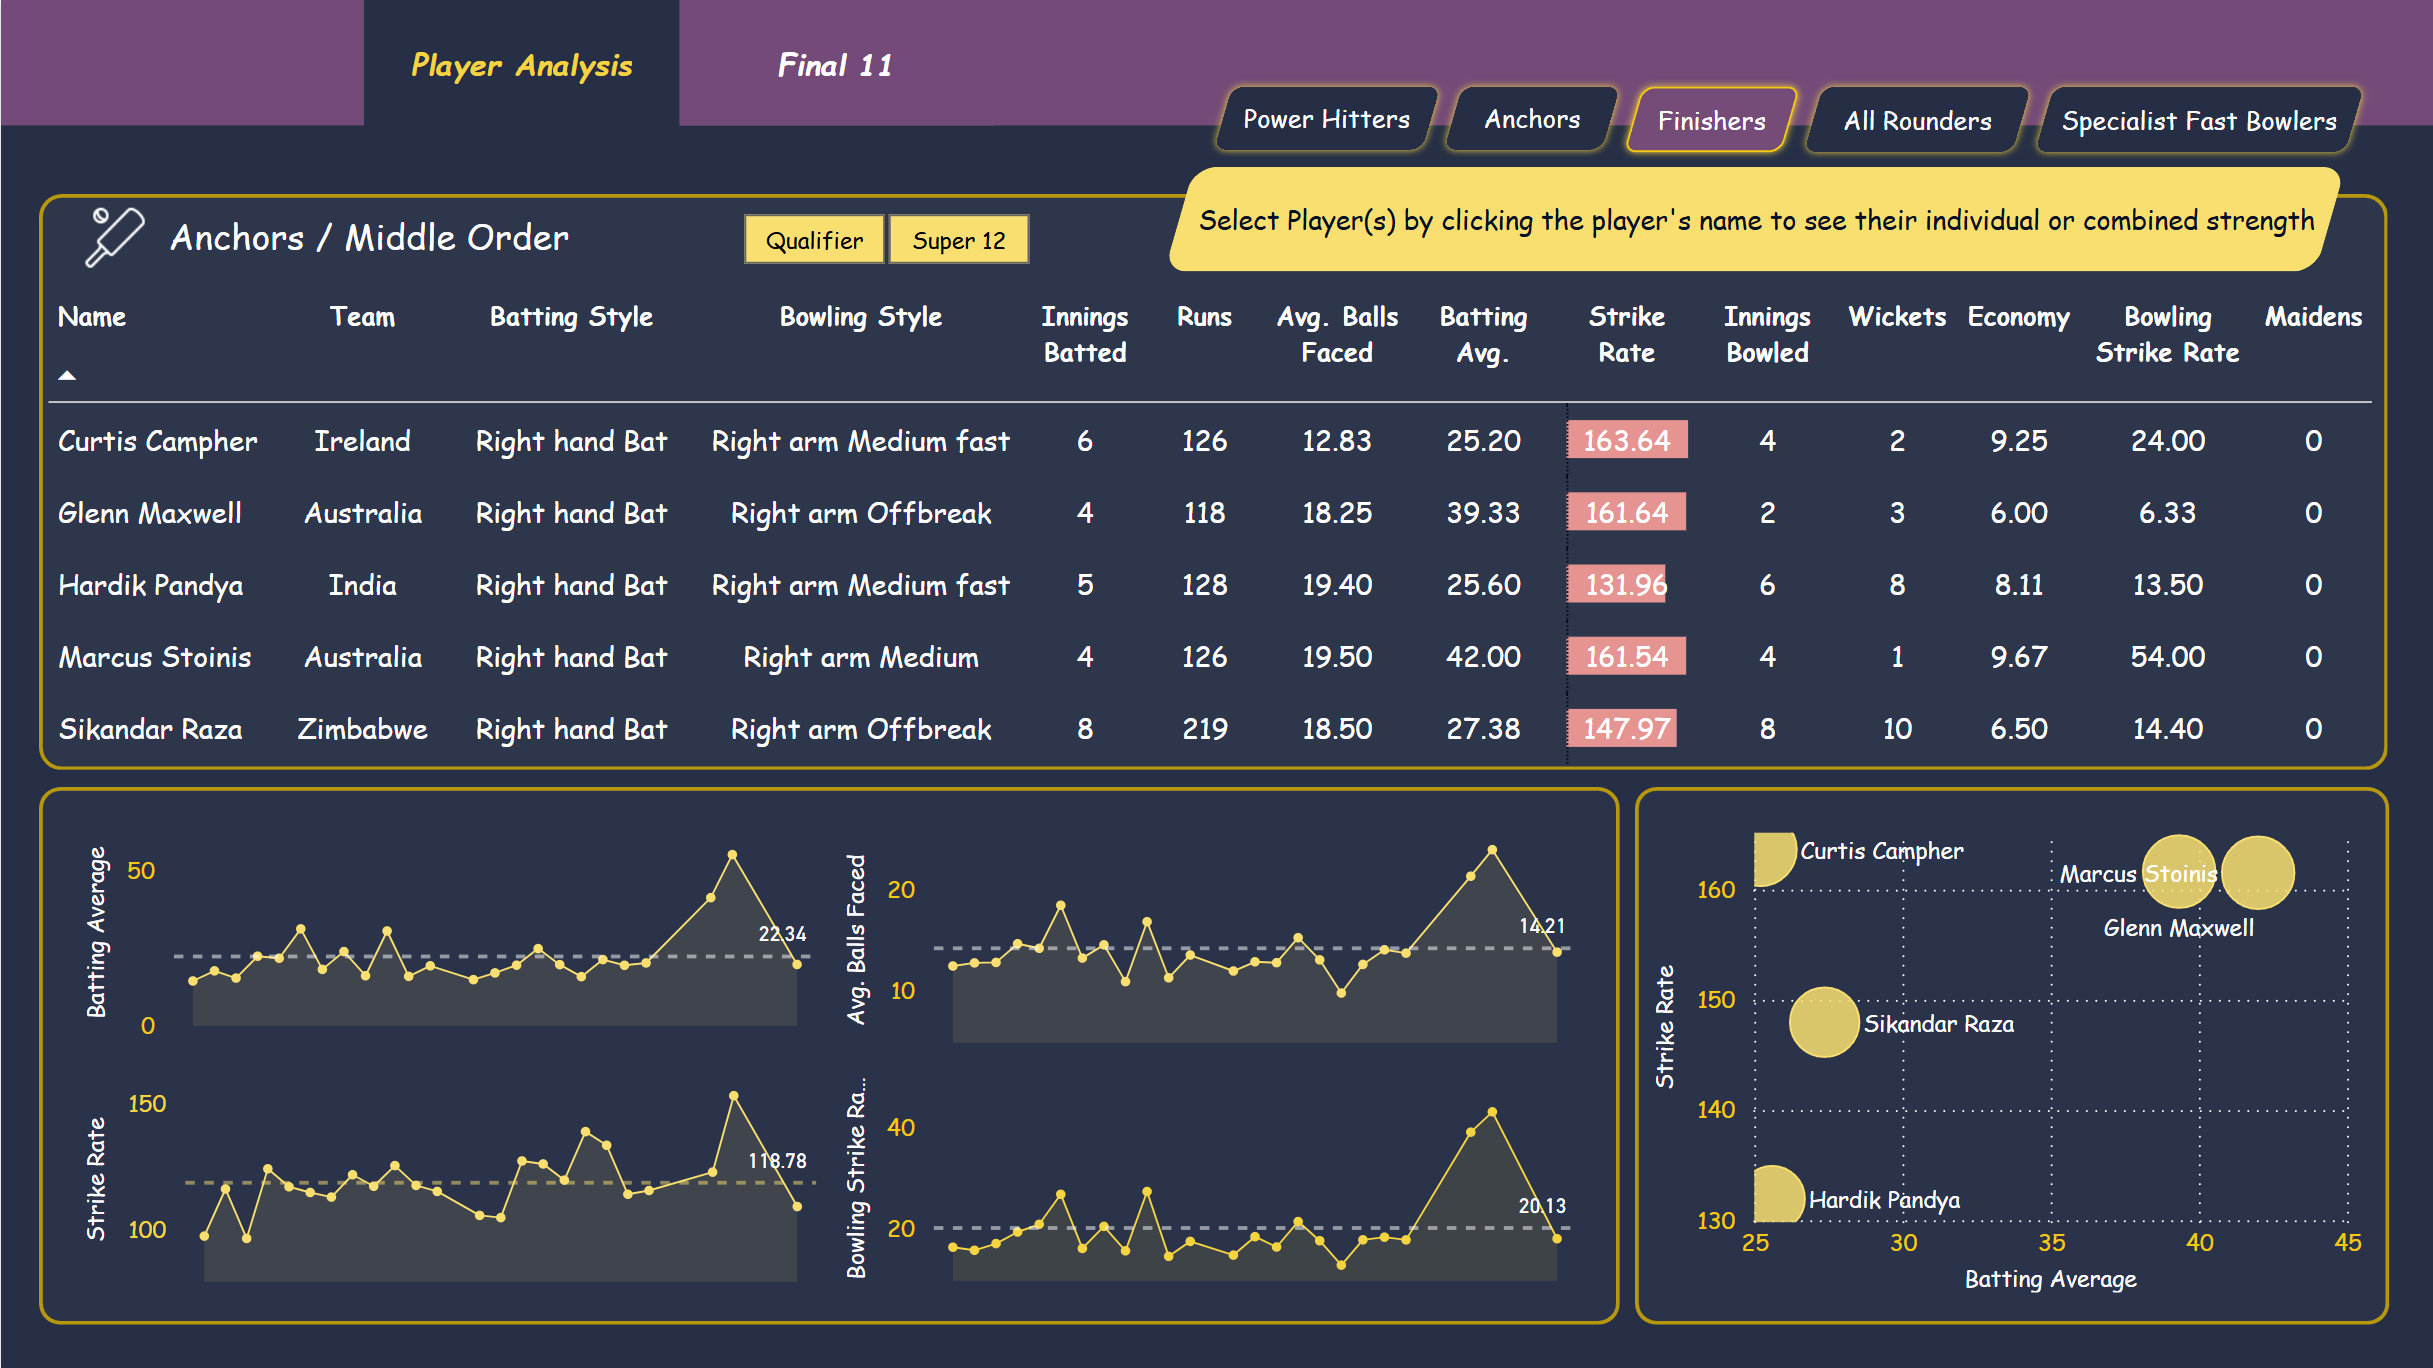 Player Analysis
Final 11
Power Hitters
Anchors
Finishers
All Rounders
Specialist Fast Bowlers
Select Player(s) by clicking the player's name to see their individual or combined strength
Anchors / Middle Order
Qualifier
Super 12
Name Team Batting Style Bowling Style Innings Batted Runs Avg. Balls Faced Batting Avg. Strike Rate Innings Bowled Wickets Economy Bowling Strike Rate Maidens
Curtis Campher Ireland Right hand Bat Right arm Medium fast 6 126 12.83 25.20 163.64 4 2 9.25 24.00 0
Glenn Maxwell Australia Right hand Bat Right arm Offbreak 4 118 18.25 39.33 161.64 2 3 6.00 6.33 0
Hardik Pandya India Right hand Bat Right arm Medium fast 5 128 19.40 25.60 131.96 6 8 8.11 13.50 0
Marcus Stoinis Australia Right hand Bat Right arm Medium 4 126 19.50 42.00 161.54 4 1 9.67 54.00 0
Sikandar Raza Zimbabwe Right hand Bat Right arm Offbreak 8 219 18.50 27.38 147.97 8 10 6.50 14.40 0
Batting Average
50
0
22.34
Avg. Balls Faced
20
10
14.21
Strike Rate
150
100
118.78
Bowling Strike Ra...
40
20
20.13
Strike Rate
160
150
140
130
Curtis Campher
Marcus Stoinis
Glenn Maxwell
Sikandar Raza
Hardik Pandya
25 30 35 40 45
Batting Average